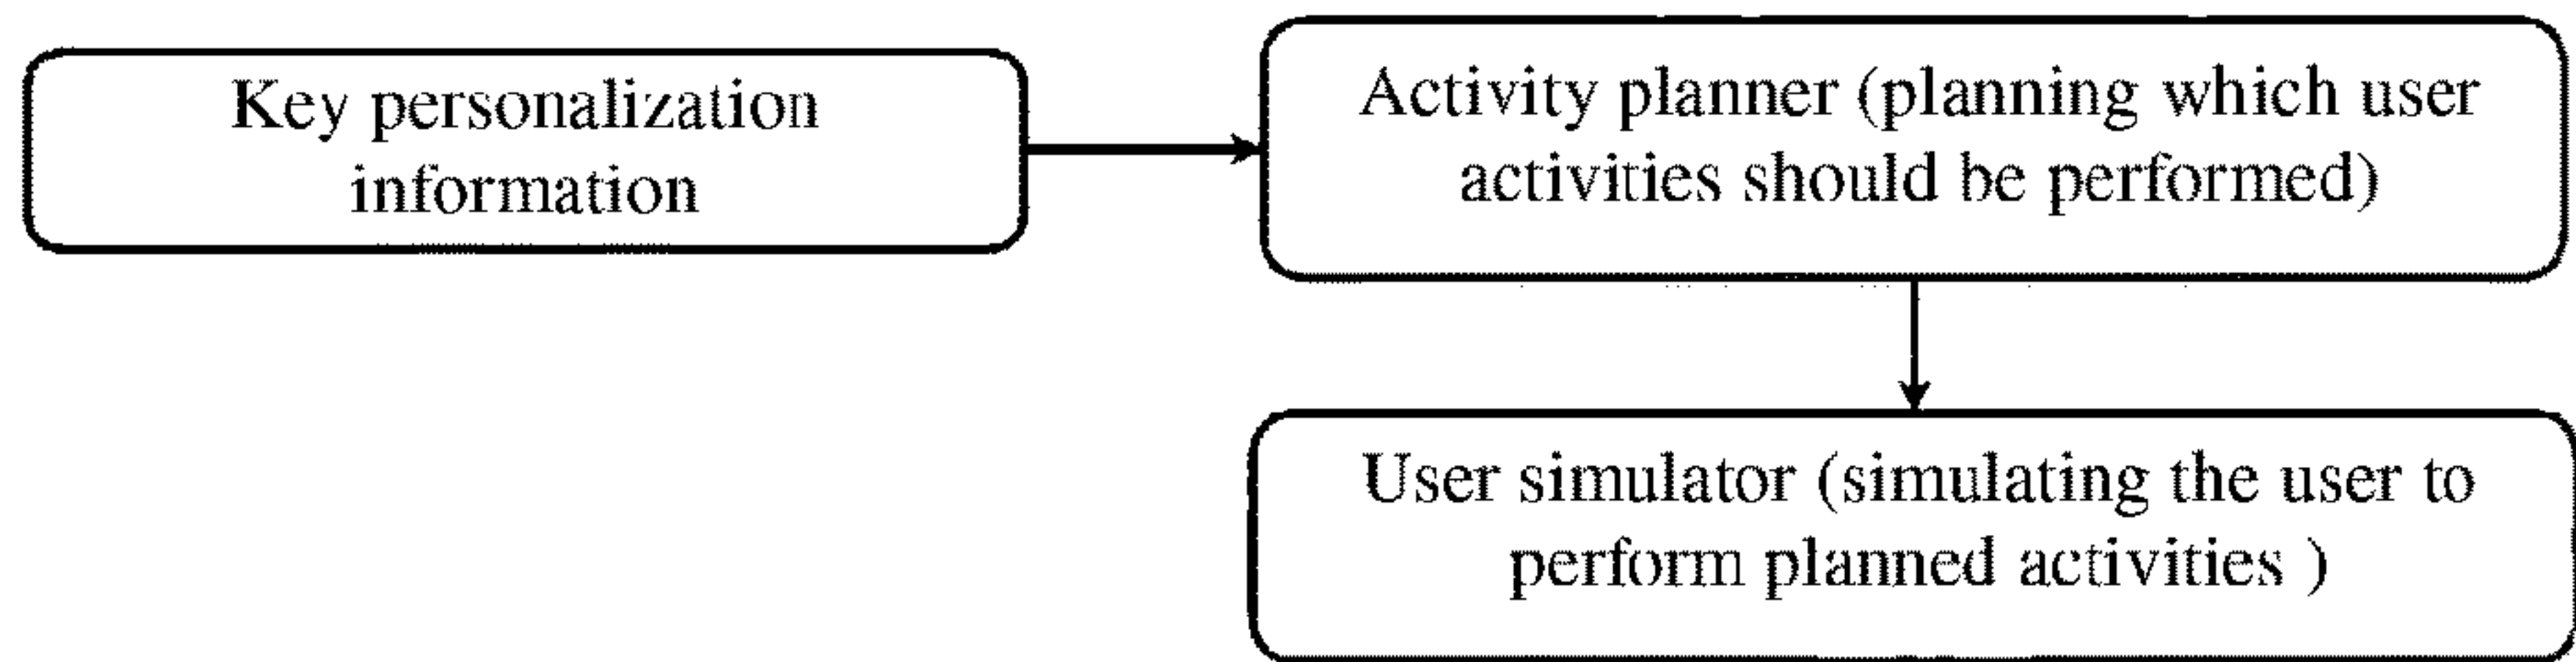 Key personalization
information
Activity planner (planning which user
activities should be performed)
User simulator (simulating the user to
perform planned activities )